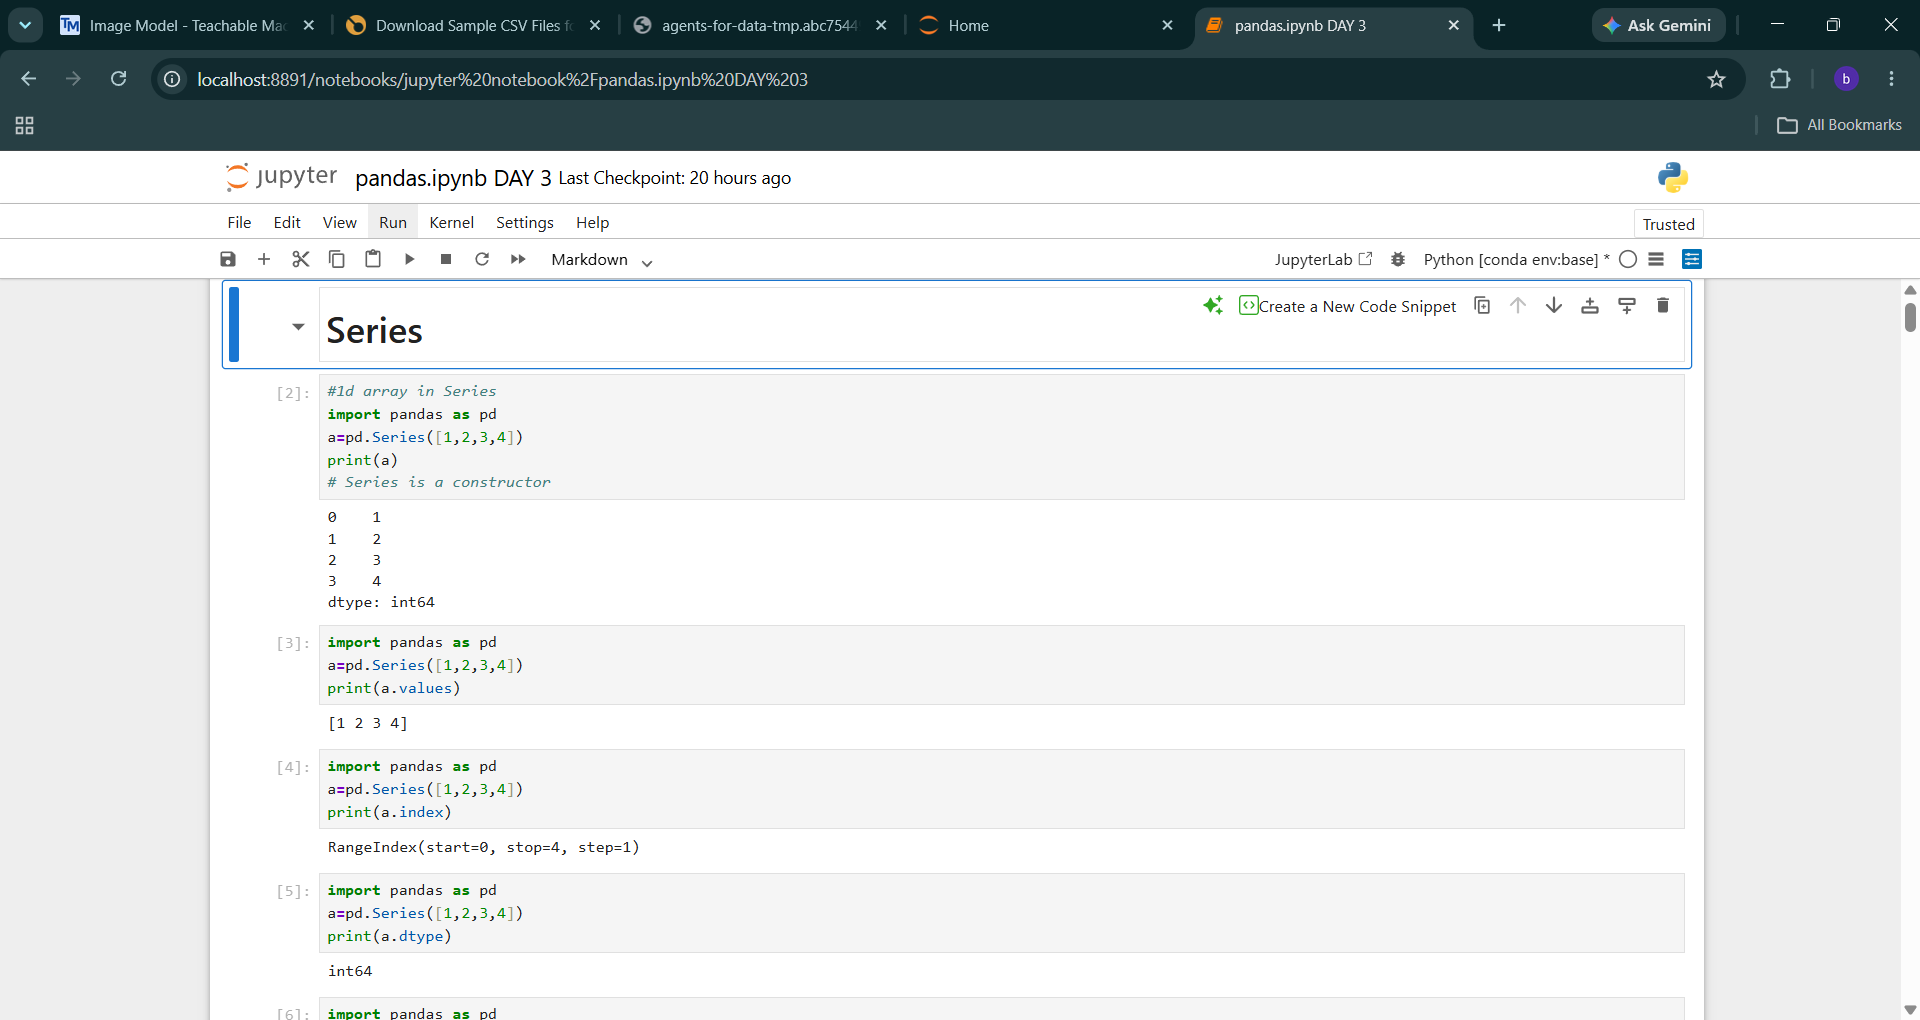 Image Model - Teachable Mac
Download Sample CSV Files fo
agents-for-data-tmp.abc7544
Home
pandas.ipynb DAY 3
Ask Gemini
localhost:8891/notebooks/jupyter%20notebook%2Fpandas.ipynb%20DAY%203
b
All Bookmarks
jupyter pandas.ipynb DAY 3 Last Checkpoint: 20 hours ago
File Edit View Run Kernel Settings Help
Trusted
Markdown
JupyterLab
Python [conda env:base] *
Series
Create a New Code Snippet
[2]:
#1d array in Series
import pandas as pd
a=pd.Series([1,2,3,4])
print(a)
# Series is a constructor
0 1
1 2
2 3
3 4
dtype: int64
[3]:
import pandas as pd
a=pd.Series([1,2,3,4])
print(a.values)
[1 2 3 4]
[4]:
import pandas as pd
a=pd.Series([1,2,3,4])
print(a.index)
RangeIndex(start=0, stop=4, step=1)
[5]:
import pandas as pd
a=pd.Series([1,2,3,4])
print(a.dtype)
int64
[6]:
import pandas as pd